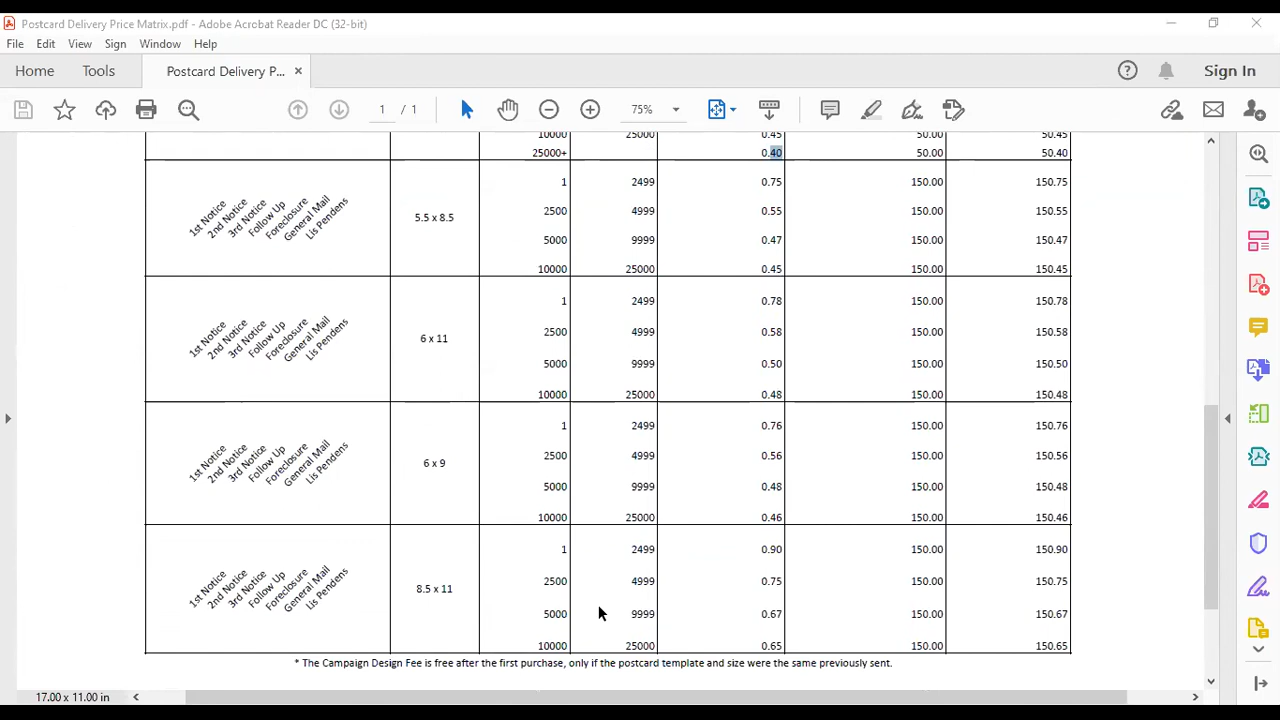 Postcard Delivery Price Matrix.pdf - Adobe Acrobat Reader DC (32-bit)
File Edit View Sign Window Help
Home Tools Postcard Delivery P... × Sign In
1 / 1 75%
10000 25000 0.45 50.00 50.45
25000+ 0.40 50.00 50.40
1st Notice
2nd Notice
3rd Notice
Follow Up
Foreclosure
General Mail
Lis Pendens
5.5 x 8.5
1 2499 0.75 150.00 150.75
2500 4999 0.55 150.00 150.55
5000 9999 0.47 150.00 150.47
10000 25000 0.45 150.00 150.45
1st Notice
2nd Notice
3rd Notice
Follow Up
Foreclosure
General Mail
Lis Pendens
6 x 11
1 2499 0.78 150.00 150.78
2500 4999 0.58 150.00 150.58
5000 9999 0.50 150.00 150.50
10000 25000 0.48 150.00 150.48
1st Notice
2nd Notice
3rd Notice
Follow Up
Foreclosure
General Mail
Lis Pendens
6 x 9
1 2499 0.76 150.00 150.76
2500 4999 0.56 150.00 150.56
5000 9999 0.48 150.00 150.48
10000 25000 0.46 150.00 150.46
1st Notice
2nd Notice
3rd Notice
Follow Up
Foreclosure
General Mail
Lis Pendens
8.5 x 11
1 2499 0.90 150.00 150.90
2500 4999 0.75 150.00 150.75
5000 9999 0.67 150.00 150.67
10000 25000 0.65 150.00 150.65
* The Campaign Design Fee is free after the first purchase, only if the postcard template and size were the same previously sent.
17.00 x 11.00 in